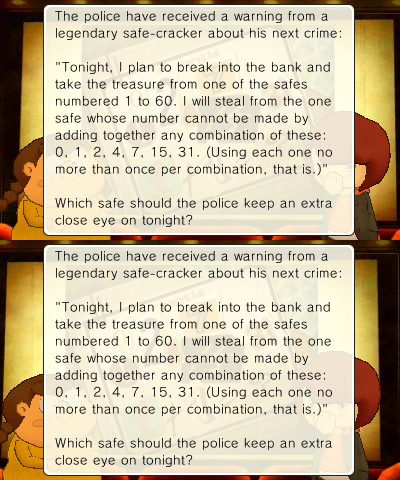 The police have received a warning from a
legendary safe-cracker about his next crime:
"Tonight, I plan to break into the bank and
take the treasure from one of the safes
numbered 1 to 60. I will steal from the one
safe whose number cannot be made by
adding together any combination of these:
0, 1, 2, 4, 7, 15, 31. (Using each one no
more than once per combination, that is.)"
Which safe should the police keep an extra
close eye on tonight?
The police have received a warning from a
legendary safe-cracker about his next crime:
"Tonight, I plan to break into the bank and
take the treasure from one of the safes
numbered 1 to 60. I will steal from the one
safe whose number cannot be made by
adding together any combination of these:
0, 1, 2, 4, 7, 15, 31. (Using each one no
more than once per combination, that is.)"
Which safe should the police keep an extra
close eye on tonight?